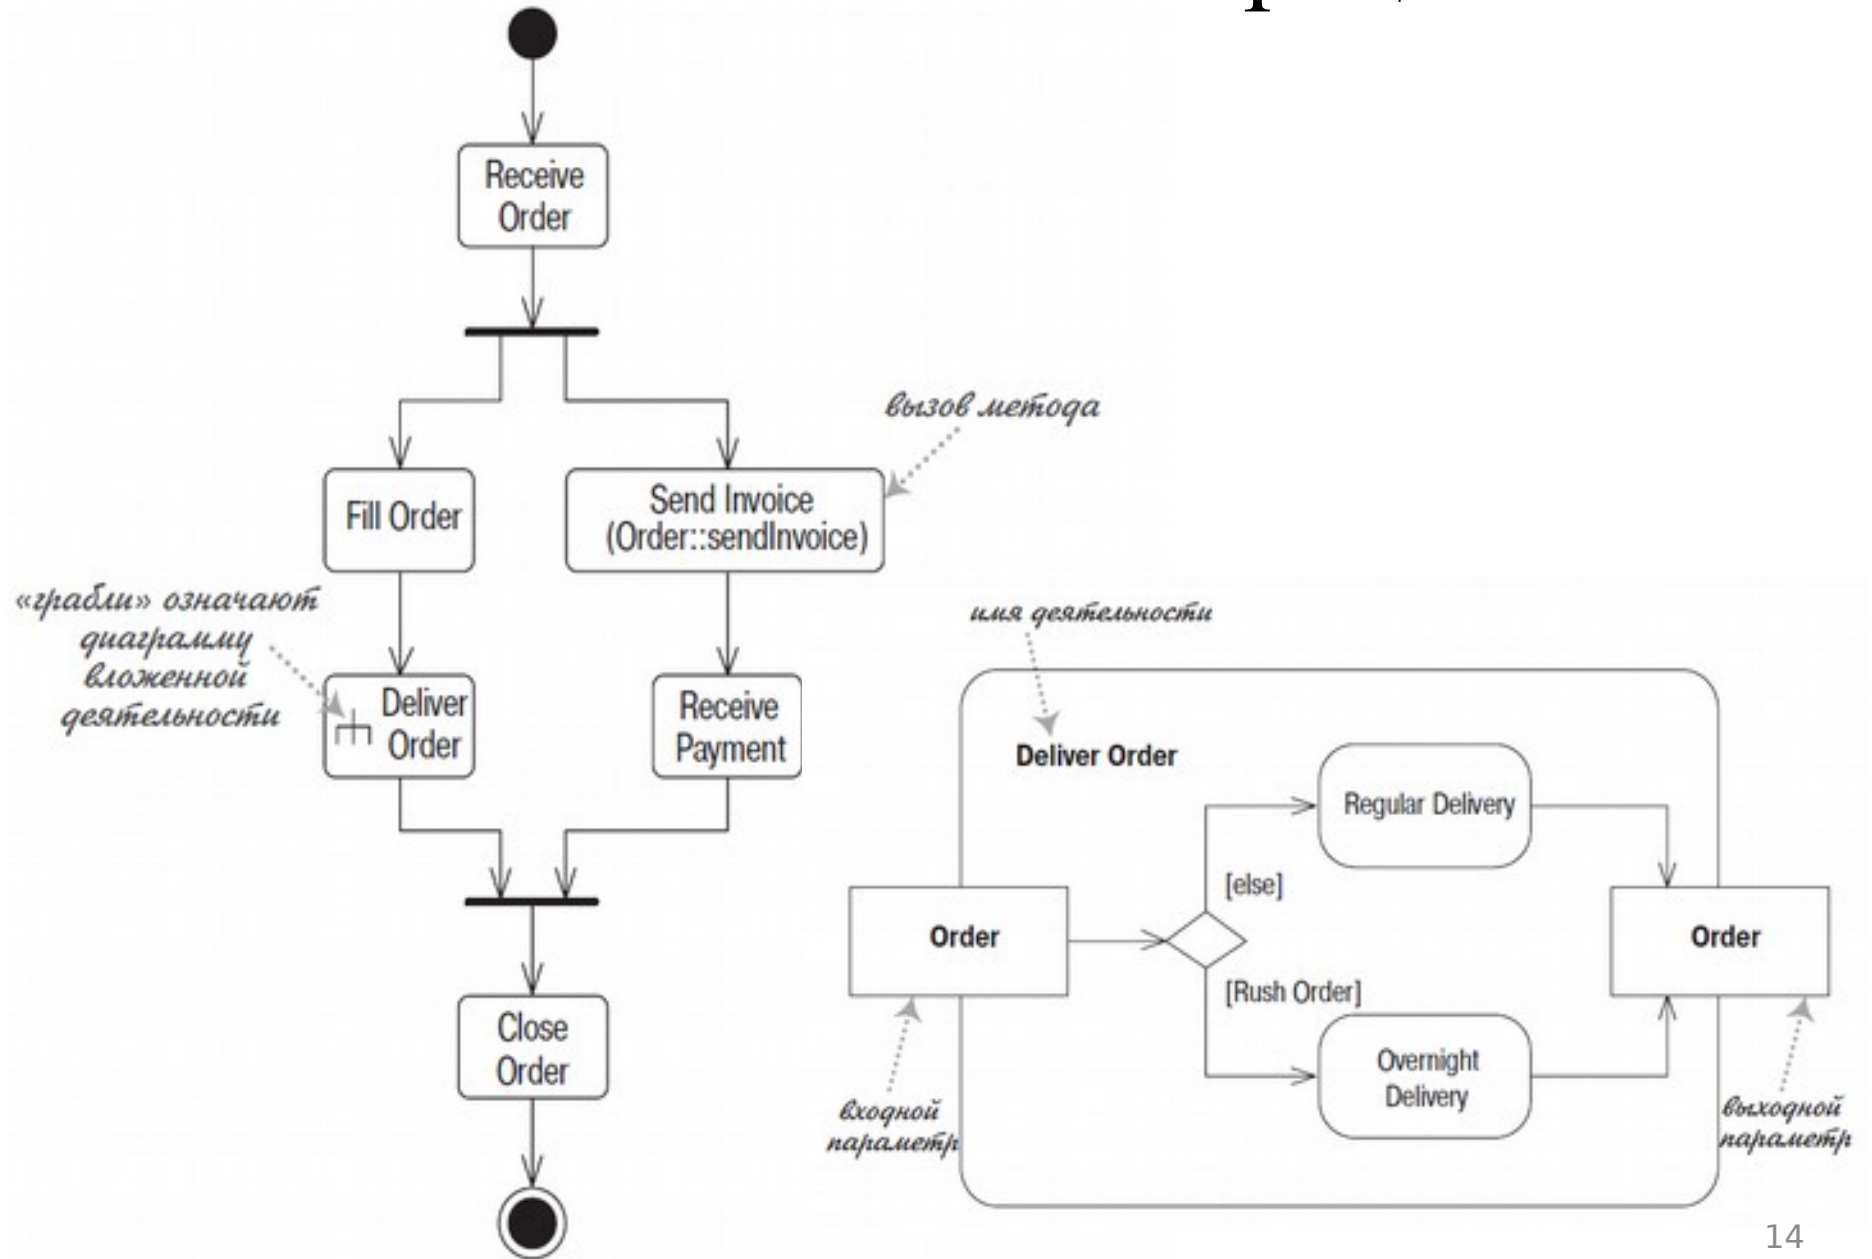 Receive
Order
вызов метода
Fill Order
Send Invoice
(Order::sendInvoice)
«грабли» означают
диаграмму
вложенной
деятельности
Deliver
Order
Receive
Payment
Close
Order
имя деятельности
Deliver Order
Regular Delivery
[else]
Order
Order
[Rush Order]
Overnight
Delivery
входной
параметр
выходной
параметр
14